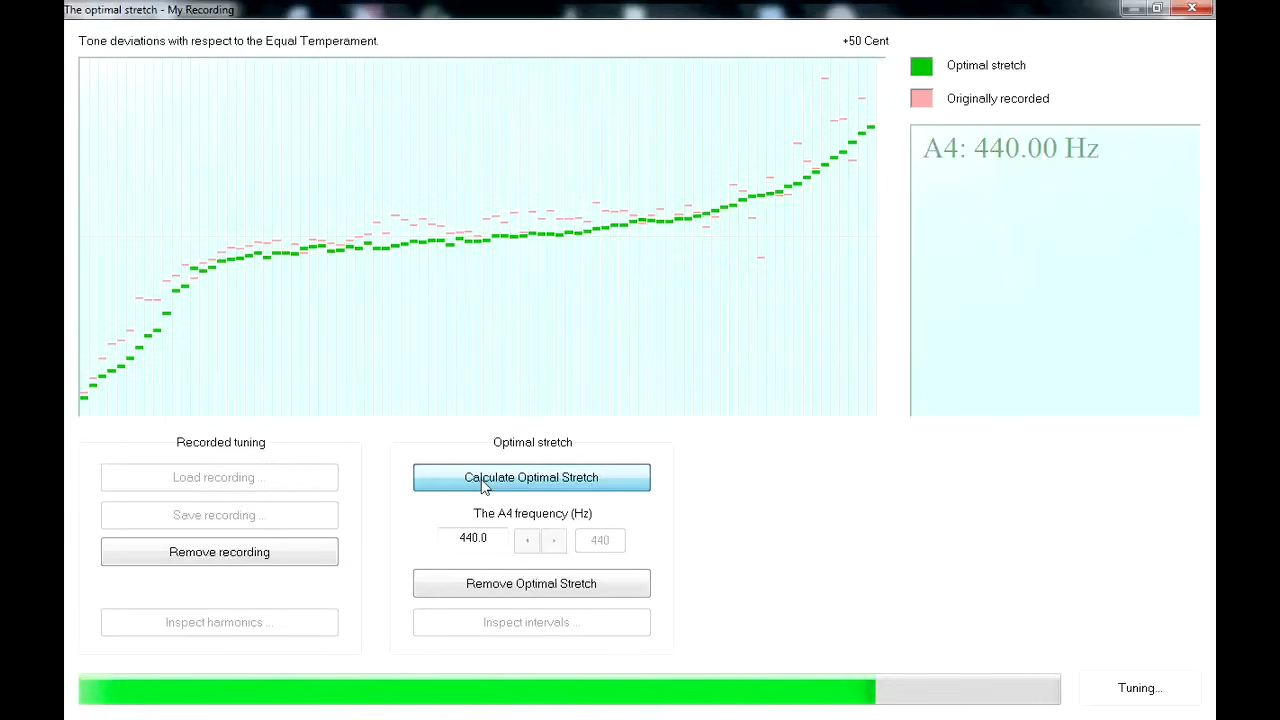 The optimal stretch - My Recording
Tone deviations with respect to the Equal Temperament.
+50 Cent
Optimal stretch
Originally recorded
A4: 440.00 Hz
Recorded tuning
Load recording ...
Save recording ...
Remove recording
Inspect harmonics ...
Optimal stretch
Calculate Optimal Stretch
The A4 frequency (Hz)
440.0
440
Remove Optimal Stretch
Inspect intervals ...
Tuning...